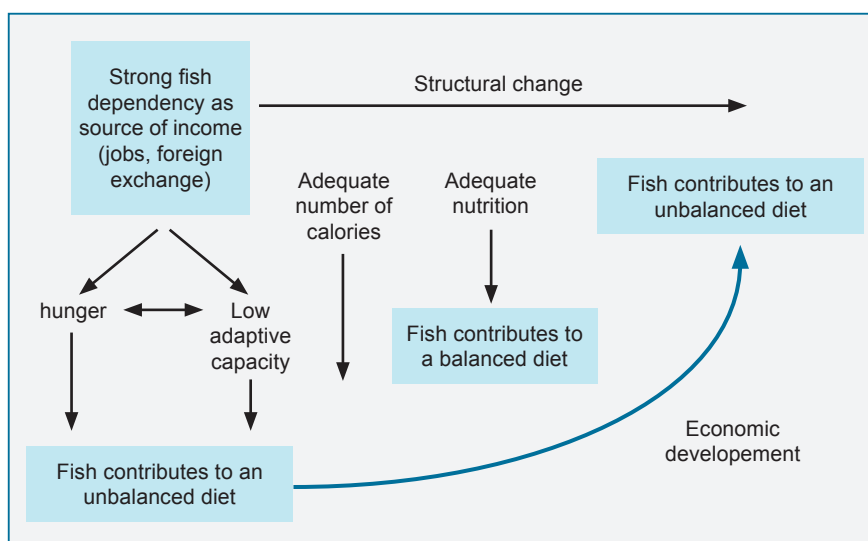 Strong fish
dependency as
source of income
(jobs, foreign
exchange)
Structural change
Adequate
number of
calories
Adequate
nutrition
Fish contributes to an
unbalanced diet
hunger
Low
adaptive
capacity
Fish contributes to
a balanced diet
Economic
developement
Fish contributes to an
unbalanced diet